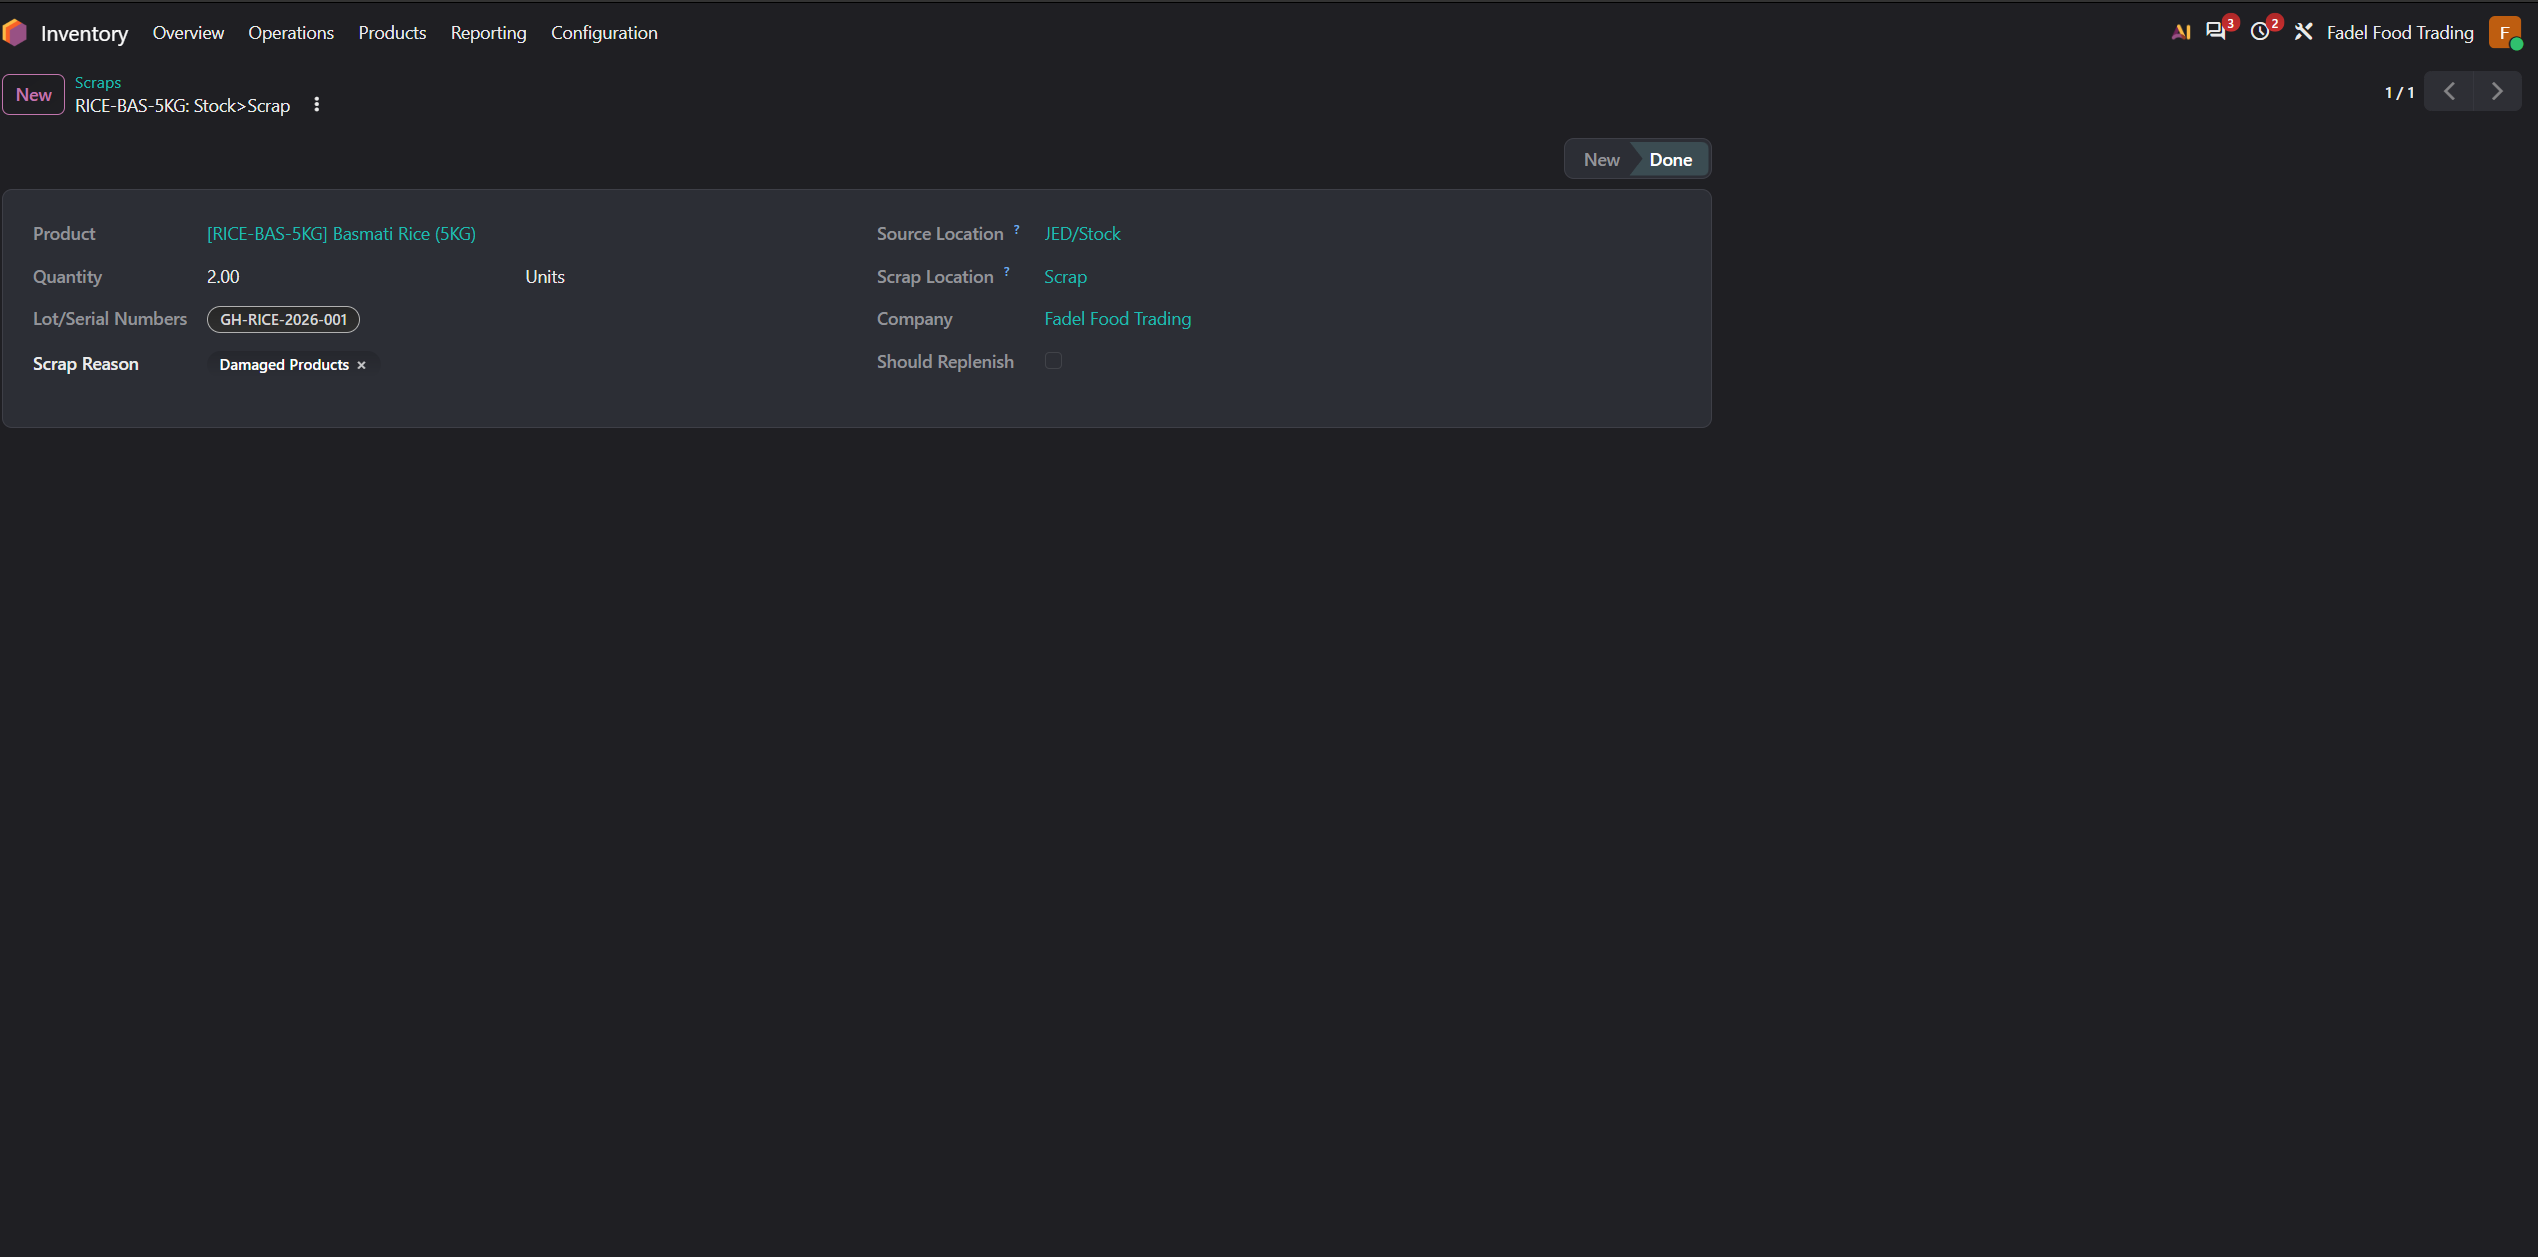 Inventory Overview Operations Products Reporting Configuration AI 3 2 Fadel Food Trading F
New Scraps
RICE-BAS-5KG: Stock>Scrap 1 / 1
New Done
Product [RICE-BAS-5KG] Basmati Rice (5KG) Source Location ? JED/Stock
Quantity 2.00 Units Scrap Location ? Scrap
Lot/Serial Numbers GH-RICE-2026-001 Company Fadel Food Trading
Scrap Reason Damaged Products × Should Replenish